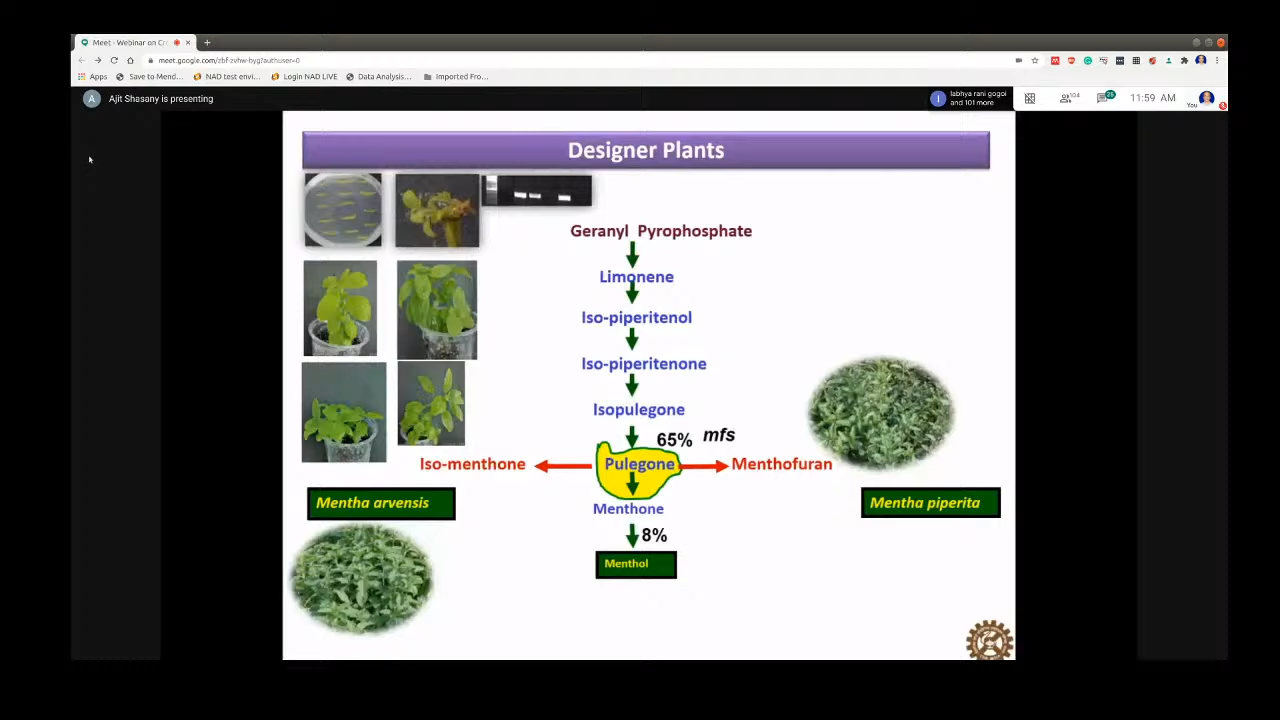 Meet - Webinar on Cr
meet.google.com/zbf-zvhw-byg?authuser=0
Apps
Save to Mend...
NAD test envi...
Login NAD LIVE
Data Analysis...
Imported Fro...
A
Ajit Shasany is presenting
labhya rani gogoi
and 101 more
104
26
11:59 AM
You
Designer Plants
Geranyl Pyrophosphate
Limonene
Iso-piperitenol
Iso-piperitenone
Isopulegone
65% mfs
Iso-menthone
Pulegone
Menthofuran
Mentha arvensis
Menthone
Mentha piperita
8%
Menthol